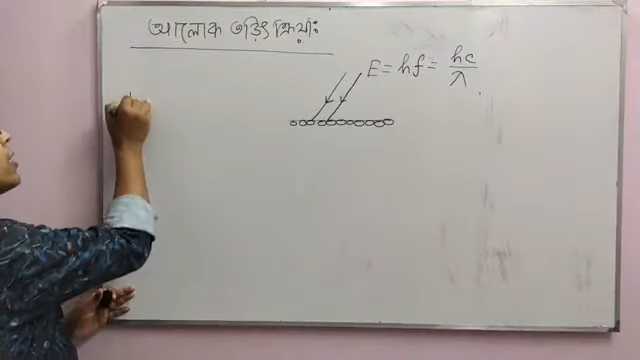 আলোক তড়িৎ ক্রিয়াঃ
E = hf = hc/λ